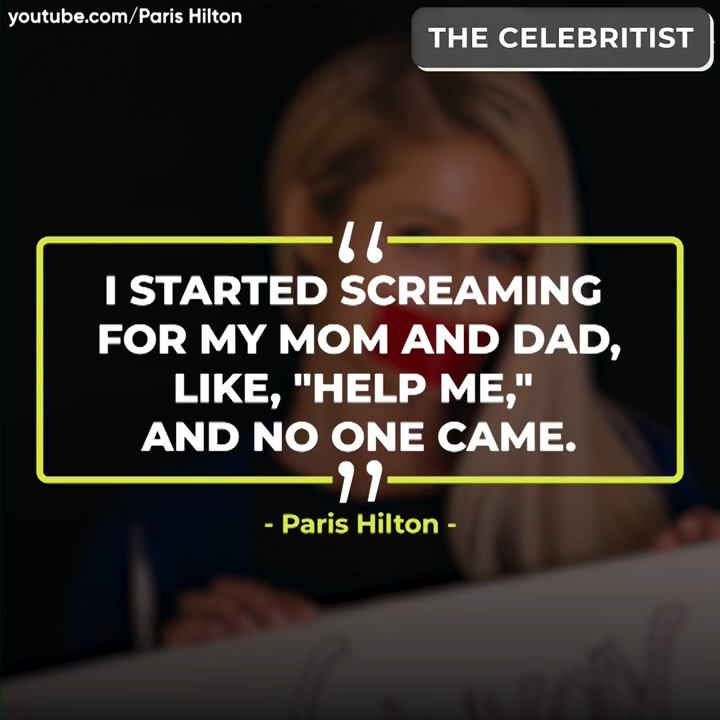 youtube.com/Paris Hilton
THE CELEBRITIST
“
I STARTED SCREAMING
FOR MY MOM AND DAD,
LIKE, "HELP ME,"
AND NO ONE CAME.
”
- Paris Hilton -